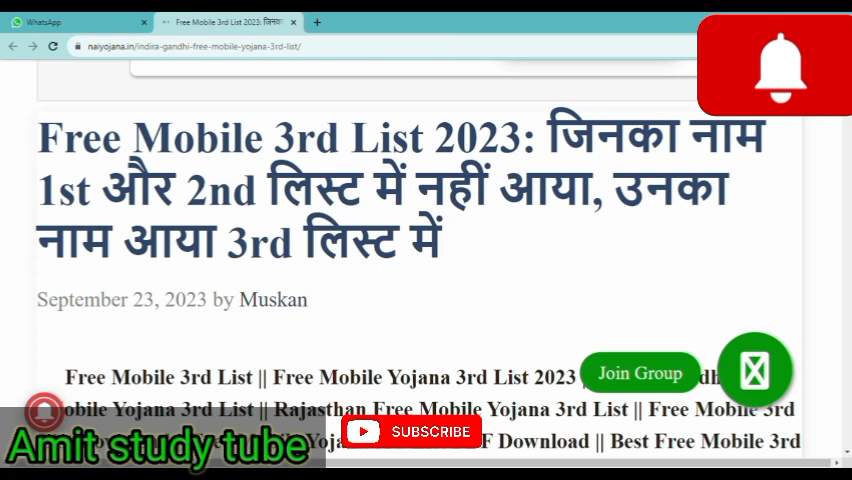 WhatsApp
Free Mobile 3rd List 2023: जिनक
naiyojana.in/indira-gandhi-free-mobile-yojana-3rd-list/
Free Mobile 3rd List 2023: जिनका नाम
1st और 2nd लिस्ट में नहीं आया, उनका
नाम आया 3rd लिस्ट में
September 23, 2023 by Muskan
Free Mobile 3rd List || Free Mobile Yojana 3rd List 2023
Join Group
obile Yojana 3rd List || Rajasthan Free Mobile Yojana 3rd List || Free Mobile 3rd
Amit study tube
SUBSCRIBE
F Download || Best Free Mobile 3rd